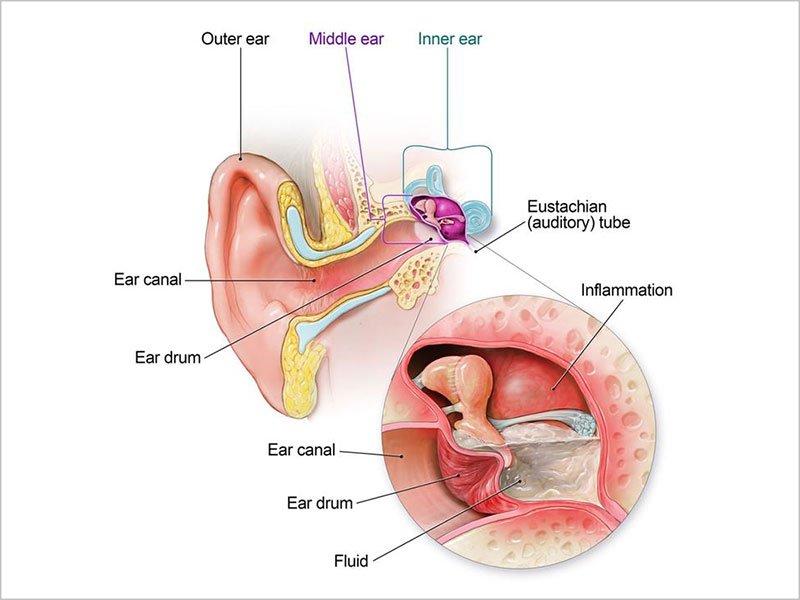 Outer ear
Middle ear
Inner ear
Eustachian
(auditory) tube
Ear canal
Inflammation
Ear drum
Ear canal
Ear drum
Fluid